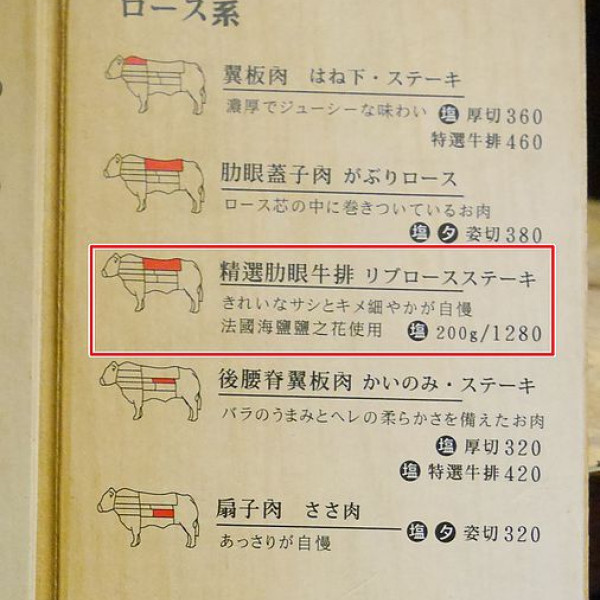 ロース系
翼板肉 はね下・ステーキ
濃厚でジューシーな味わい 塩 厚切360
特選牛排460
肋眼蓋子肉 がぶりロース
ロース芯の中に巻きついているお肉
塩 タ 姿切380
精選肋眼牛排 リブロースステーキ
きれいなサシとキメ細やかが自慢
法國海鹽鹽之花使用 塩 200g/1280
後腰脊翼板肉 かいのみ・ステーキ
バラのうまみとヘレの柔らかさを備えたお肉
塩 厚切320
塩 特選牛排420
扇子肉 ささ肉
塩 タ 姿切320
あっさりが自慢